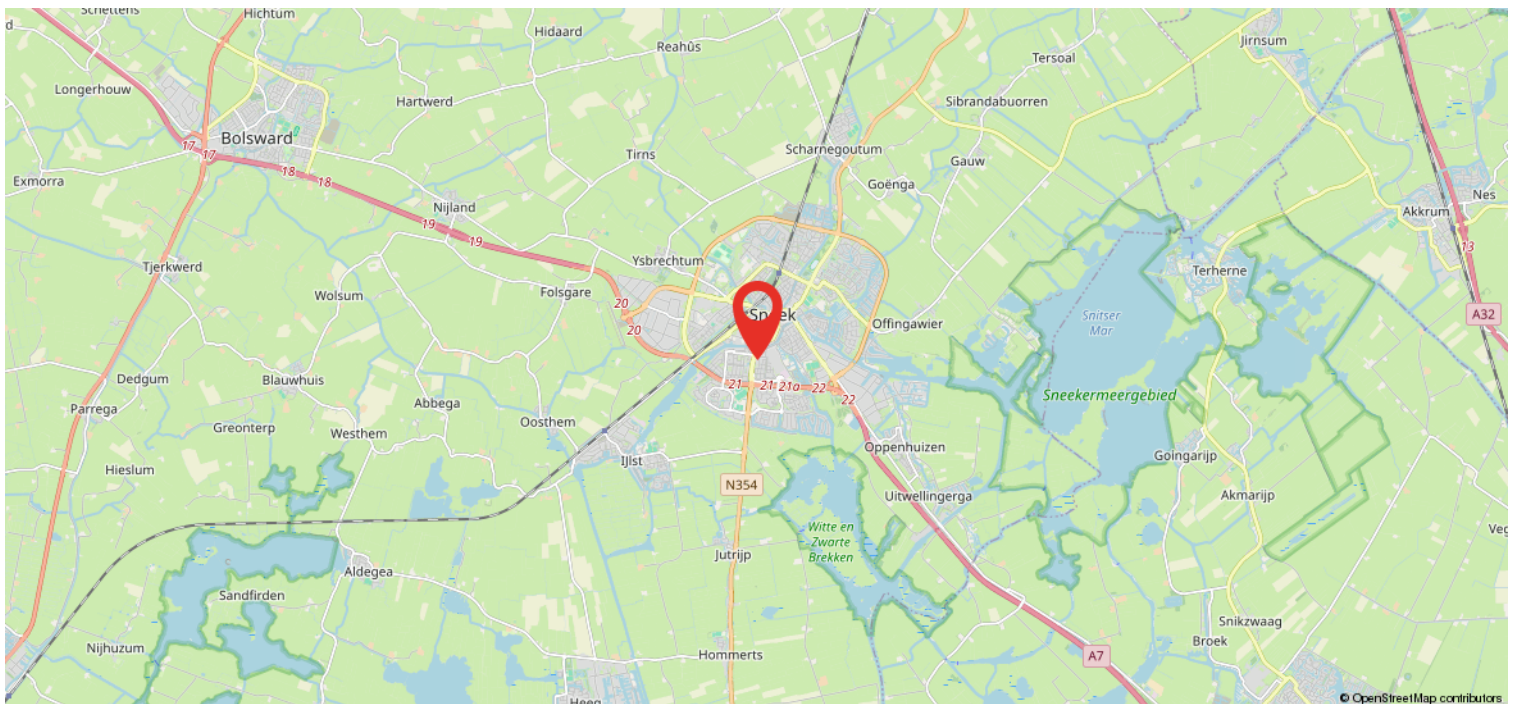 Schettens
Hichtum
Hidaard
Reahûs
Jirnsum
Tersoal
Longerhouw
Hartwerd
Sibrandabuorren
Bolsward
17
17
Scharnegoutum
Tirns
Gauw
18
18
Exmorra
Goënga
Nes
Nijland
Akkrum
19
19
13
Ysbrechtum
Tjerkwerd
Terherne
Folsgare
Wolsum
20
20
Snitser
Mar
A32
Offingawier
Dedgum
Blauwhuis
21
21
21a
22
22
Sneekermeergebied
Parrega
Abbega
Greonterp
Westhem
Oosthem
Oppenhuizen
Goingarijp
IJlst
Hieslum
N354
Uitwellingerga
Akmarijp
Witte en
Zwarte
Brekken
Jutrijp
Aldegea
Sandfirden
Snikzwaag
Broek
Nijhuzum
Hommerts
A7
Heeg
© OpenStreetMap contributors